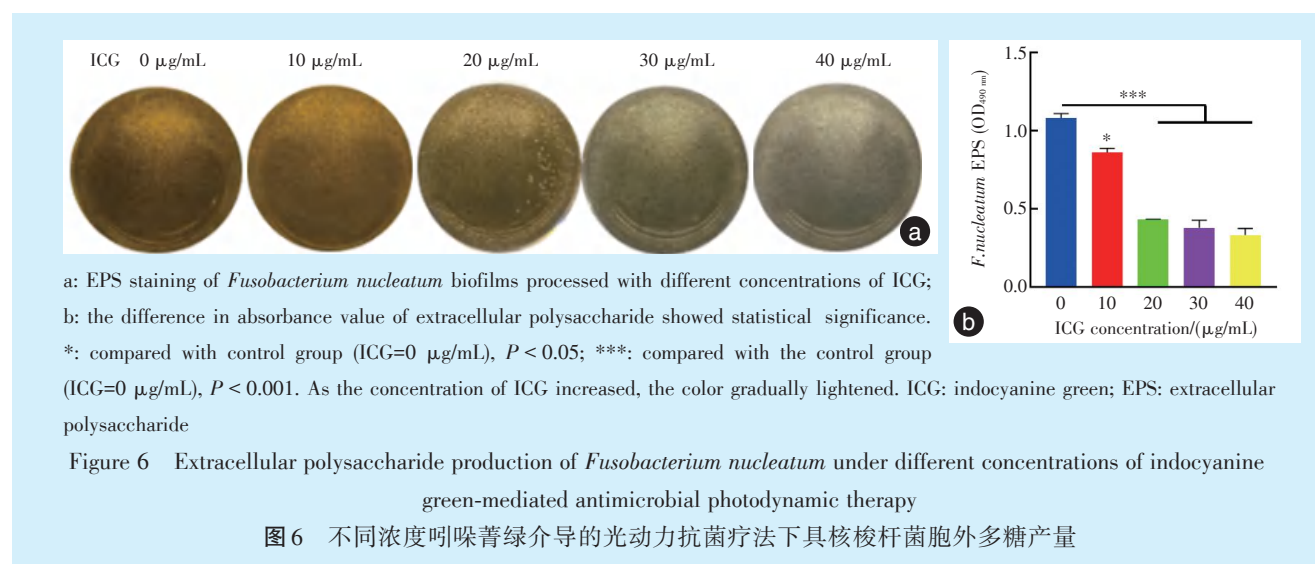 ICG 0 μg/mL 10 μg/mL 20 μg/mL 30 μg/mL 40 μg/mL
a
1.5
1.0
0.5
0.0
F.nucleatum EPS (OD490 nm)
***
*
0 10 20 30 40
ICG concentration/(μg/mL)
b
a: EPS staining of Fusobacterium nucleatum biofilms processed with different concentrations of ICG;
b: the difference in absorbance value of extracellular polysaccharide showed statistical significance.
*: compared with control group (ICG=0 μg/mL), P < 0.05; ***: compared with the control group
(ICG=0 μg/mL), P < 0.001. As the concentration of ICG increased, the color gradually lightened. ICG: indocyanine green; EPS: extracellular
polysaccharide
Figure 6 Extracellular polysaccharide production of Fusobacterium nucleatum under different concentrations of indocyanine
green-mediated antimicrobial photodynamic therapy
图6 不同浓度吲哚菁绿介导的光动力抗菌疗法下具核梭杆菌胞外多糖产量